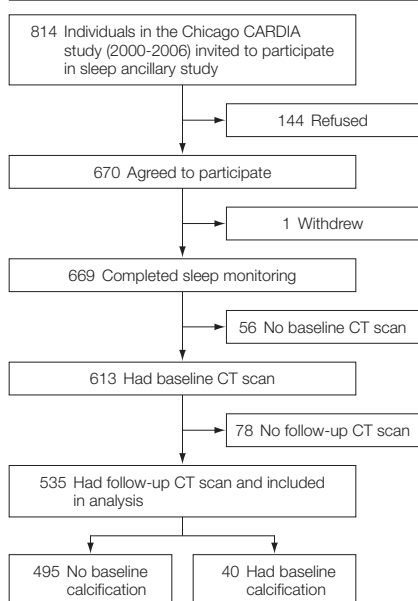 814 Individuals in the Chicago CARDIA
study (2000-2006) invited to participate
in sleep ancillary study
144 Refused
670 Agreed to participate
1 Withdrew
669 Completed sleep monitoring
56 No baseline CT scan
613 Had baseline CT scan
78 No follow-up CT scan
535 Had follow-up CT scan and included
in analysis
495 No baseline
calcification
40 Had baseline
calcification